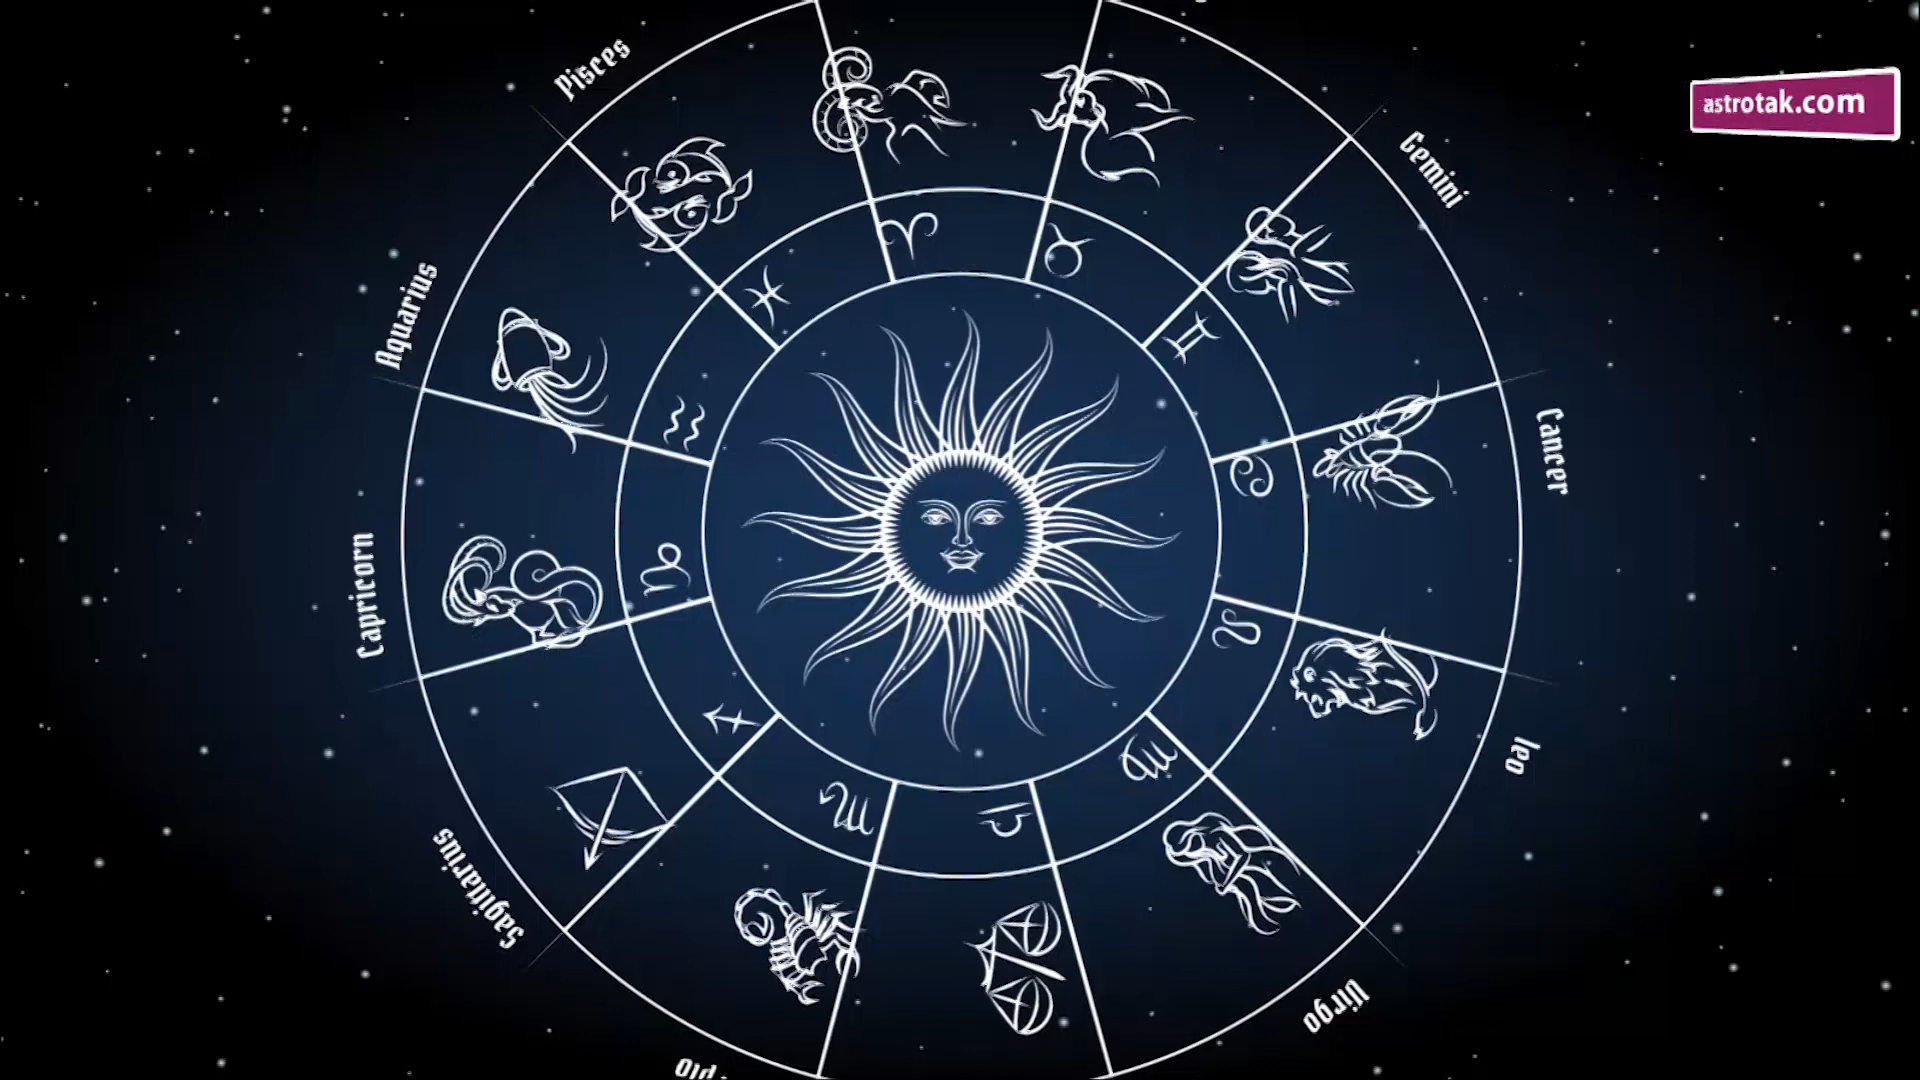 Pisces
astrotak.com
Gemini
Aquarius
Cancer
Capricorn
leo
Sagittarius
Virgo